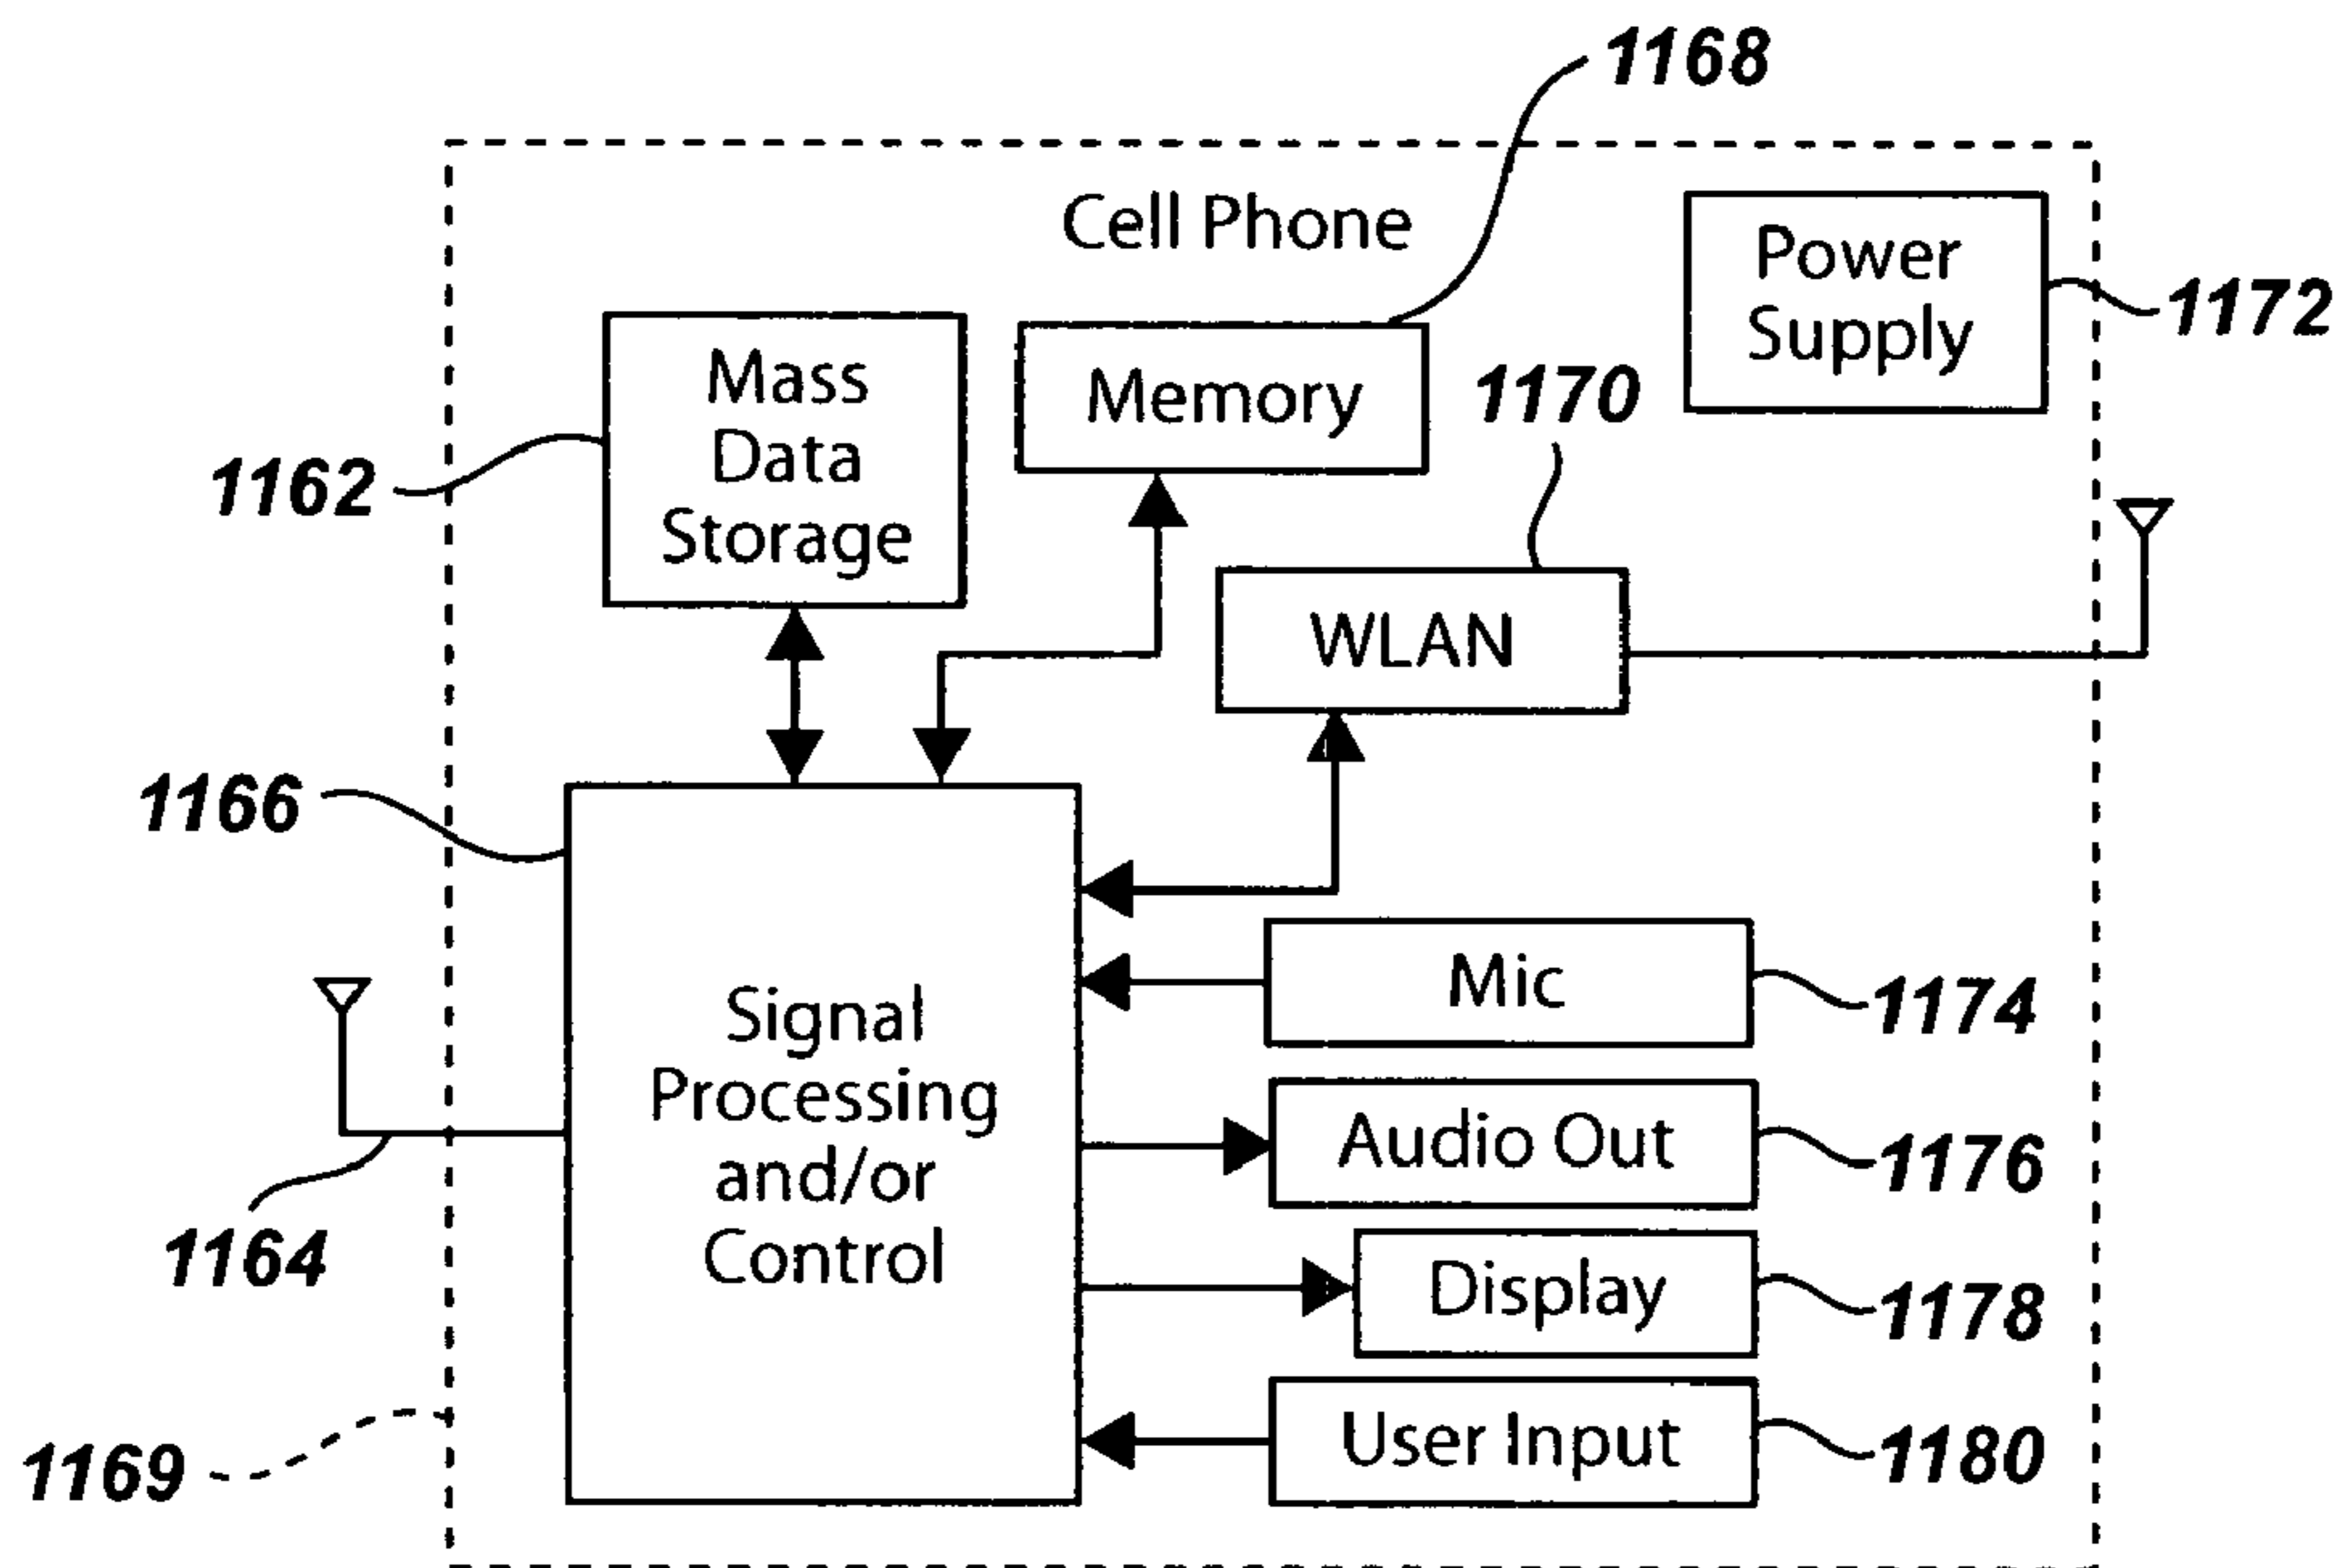 1168
Cell Phone
Power
Supply
1172
Mass
Data
Storage
Memory
1170
1162
WLAN
1166
Mic
1174
Signal
Processing
and/or
Control
Audio Out
1176
1164
Display
1178
User Input
1180
1169